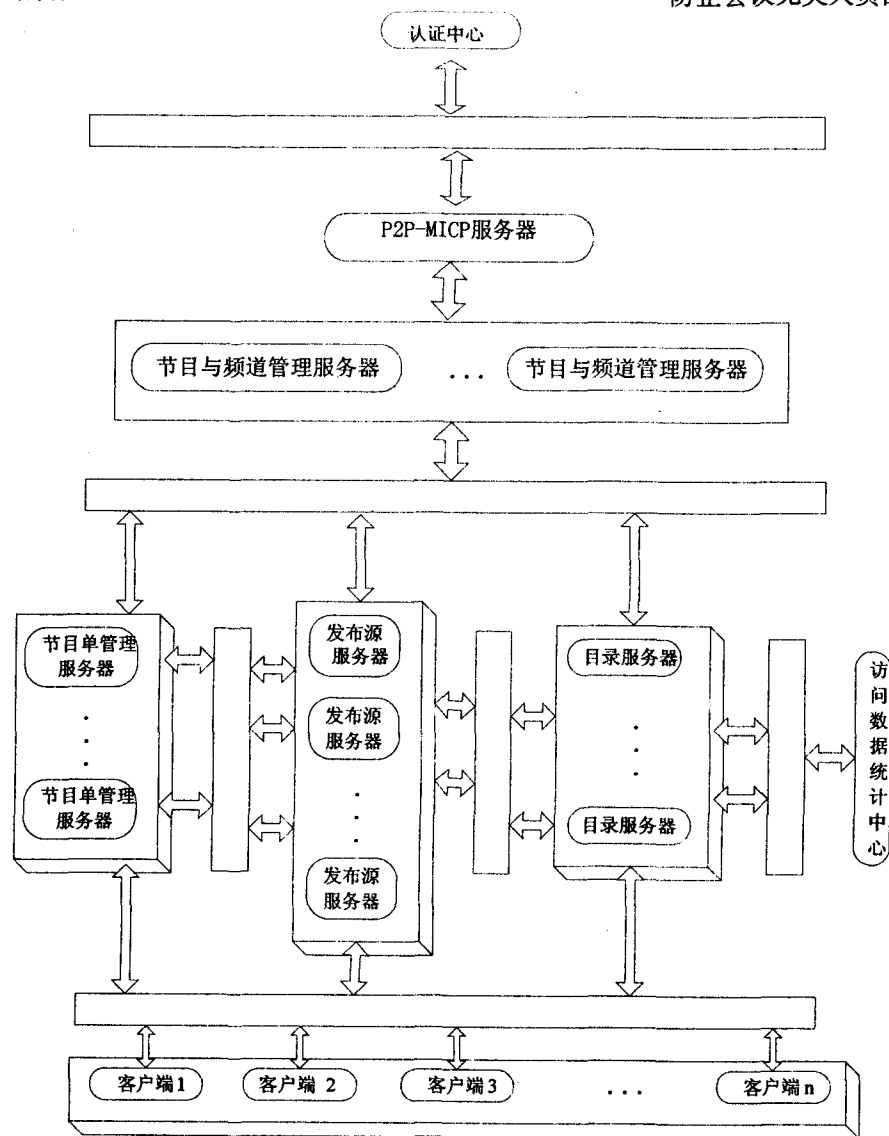 认证中心
P2P-MICP服务器
节目与频道管理服务器 ... 节目与频道管理服务器
节目单管理
服务器
节目单管理
服务器
发布源
服务器
发布源
服务器
发布源
服务器
目录服务器
目录服务器
访问数据统计中心
客户端1 客户端 2 客户端3 ... 客户端n